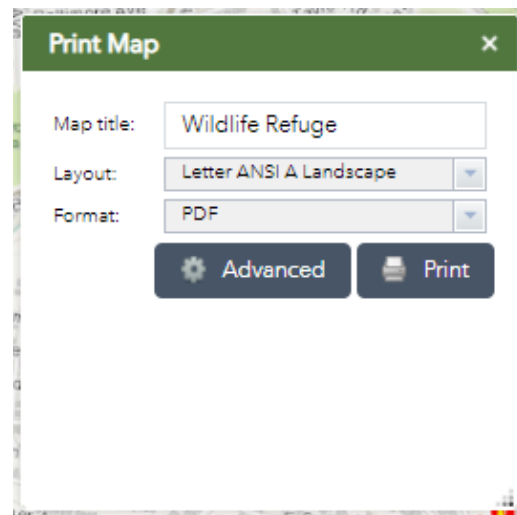 Print Map ×
Map title: Wildlife Refuge
Layout: Letter ANSI A Landscape
Format: PDF
Advanced Print